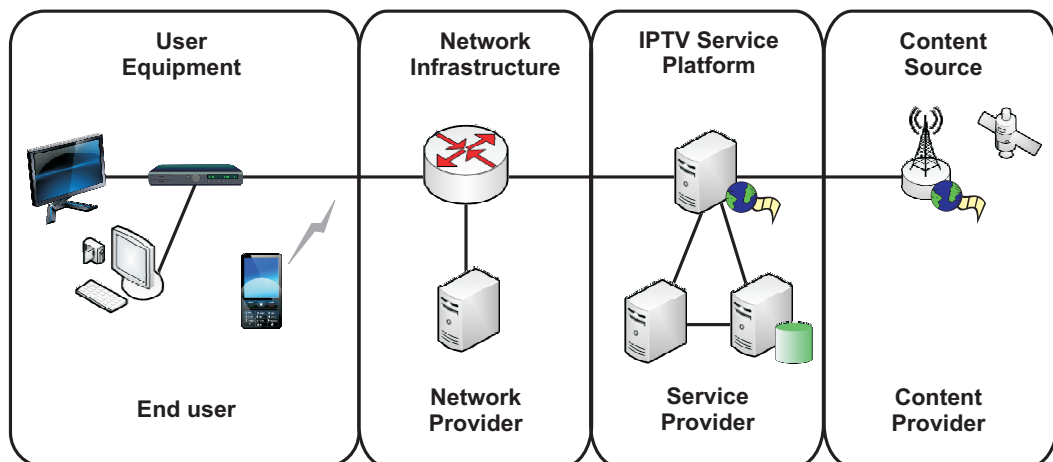 User
Equipment
Network
Infrastructure
IPTV Service
Platform
Content
Source
End user
Network
Provider
Service
Provider
Content
Provider